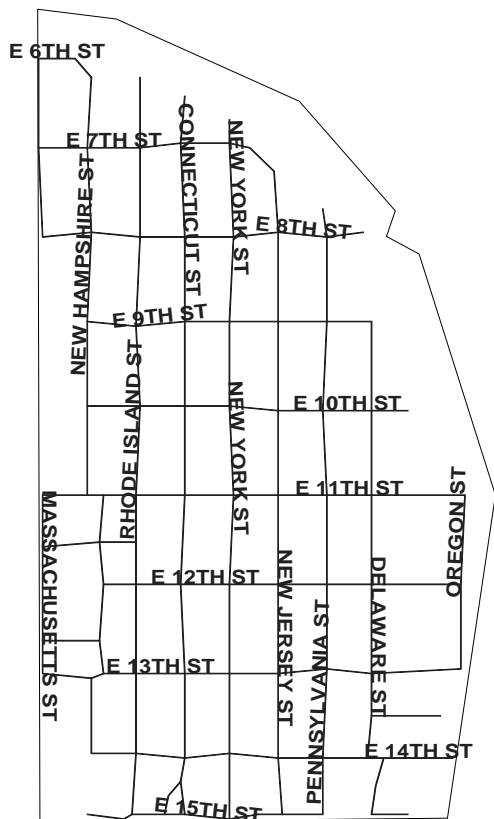 E 6TH ST
E 7TH ST
CONNECTICUT ST
NEW YORK ST
NEW HAMPSHIRE ST
E 8TH ST
E 9TH ST
RHODE ISLAND ST
NEW YORK ST
E 10TH ST
E 11TH ST
OREGON ST
MASSACHUSETTS ST
E 12TH ST
NEW JERSEY ST
DELAWARE ST
PENNSYLVANIA ST
E 13TH ST
E 14TH ST
E 15TH ST